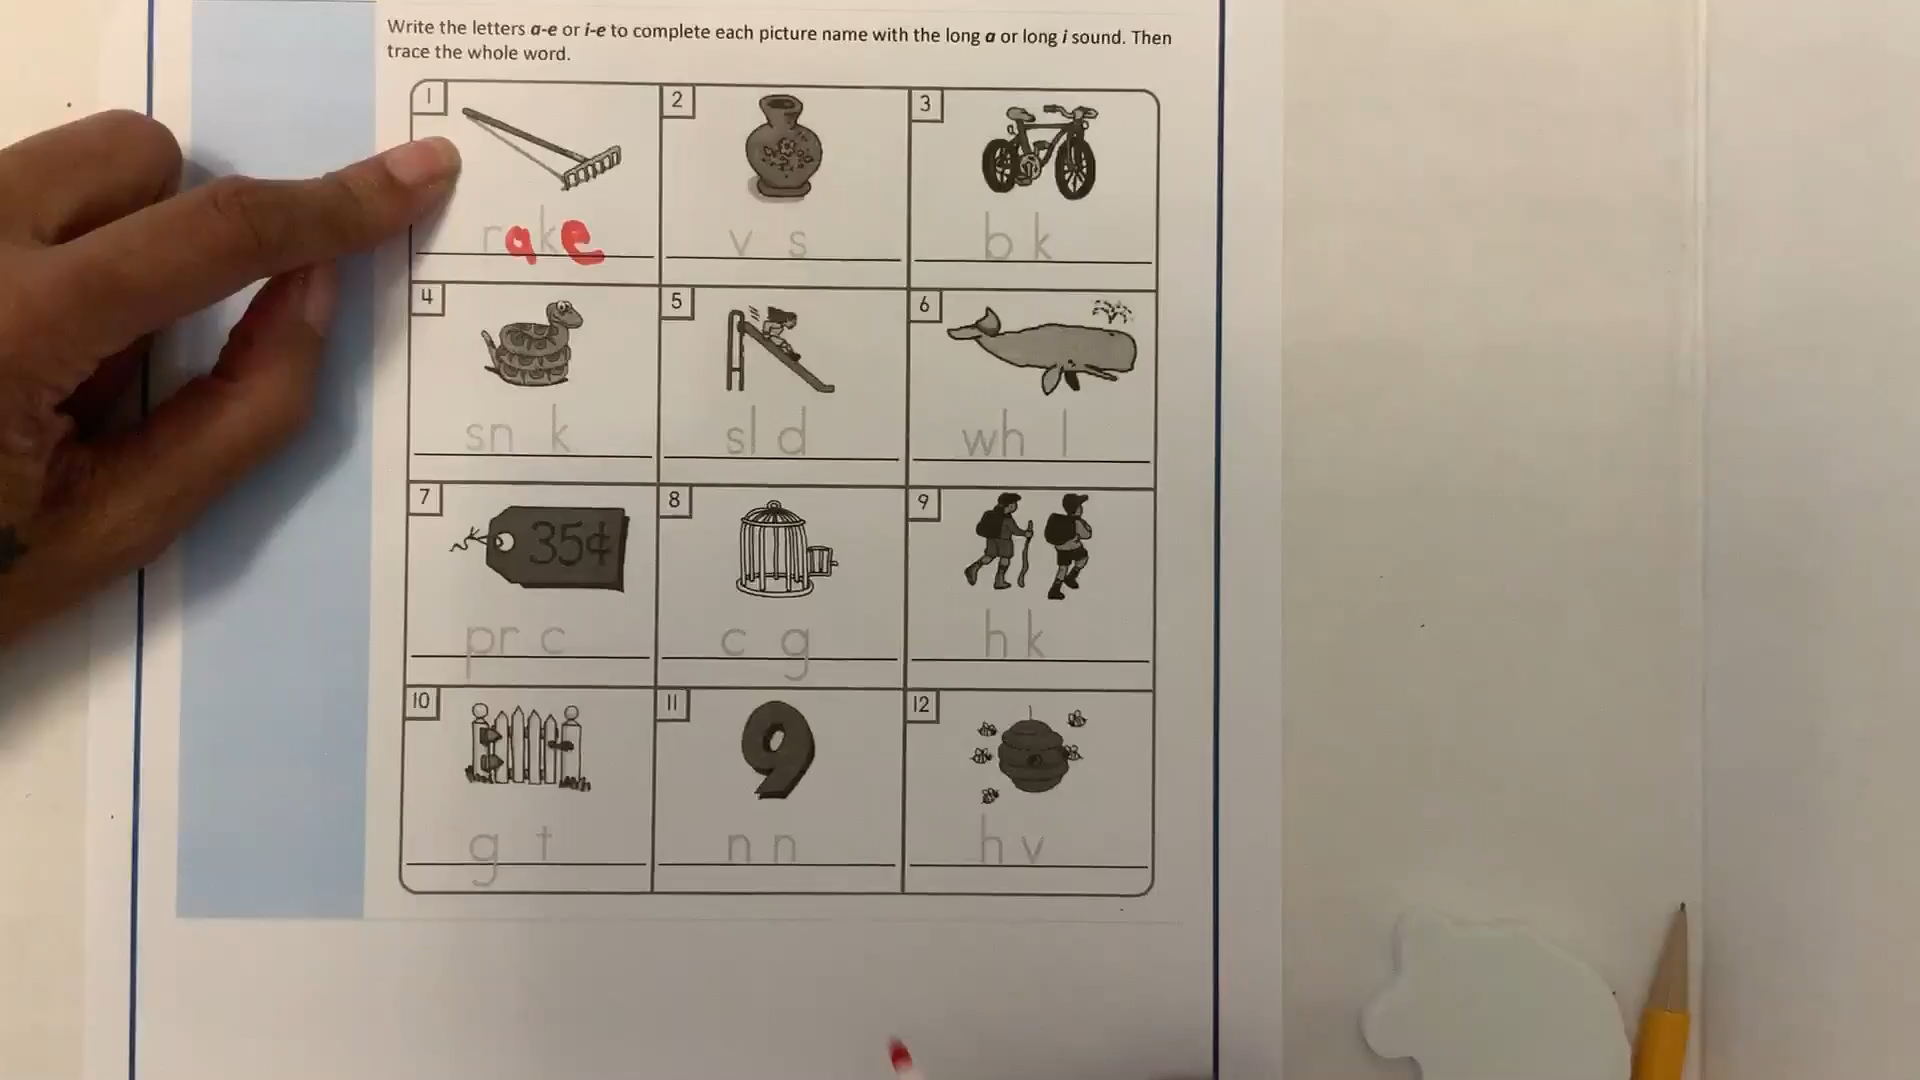 Write the letters a-e or i-e to complete each picture name with the long a or long i sound. Then
trace the whole word.
1
2
3
rake
v s
b k
4
5
6
sn k
sl d
wh l
7
8
9
35¢
pr c
c g
h k
10
11
12
9
g t
n n
h v